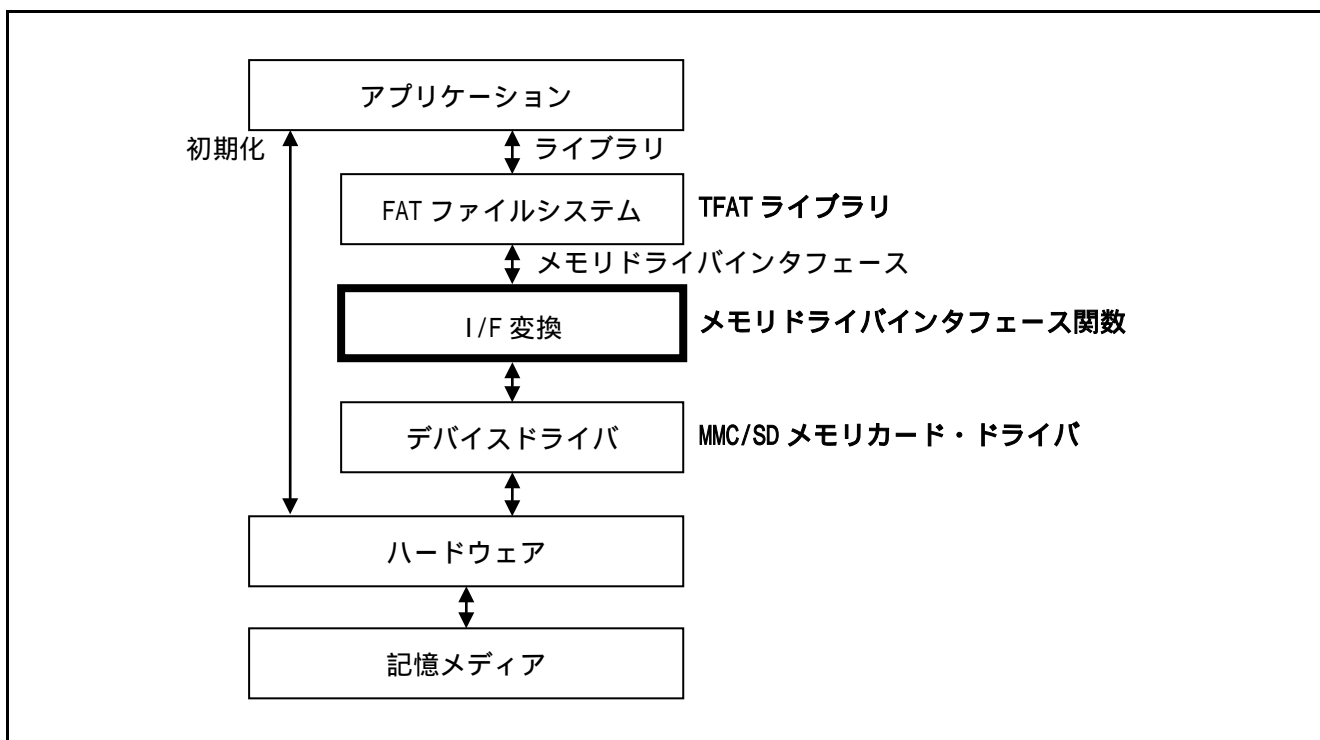 アプリケーション
初期化
ライブラリ
FAT ファイルシステム
TFAT ライブラリ
メモリドライバインタフェース
I/F 変換
メモリドライバインタフェース関数
デバイスドライバ
MMC/SD メモリカード・ドライバ
ハードウェア
記憶メディア